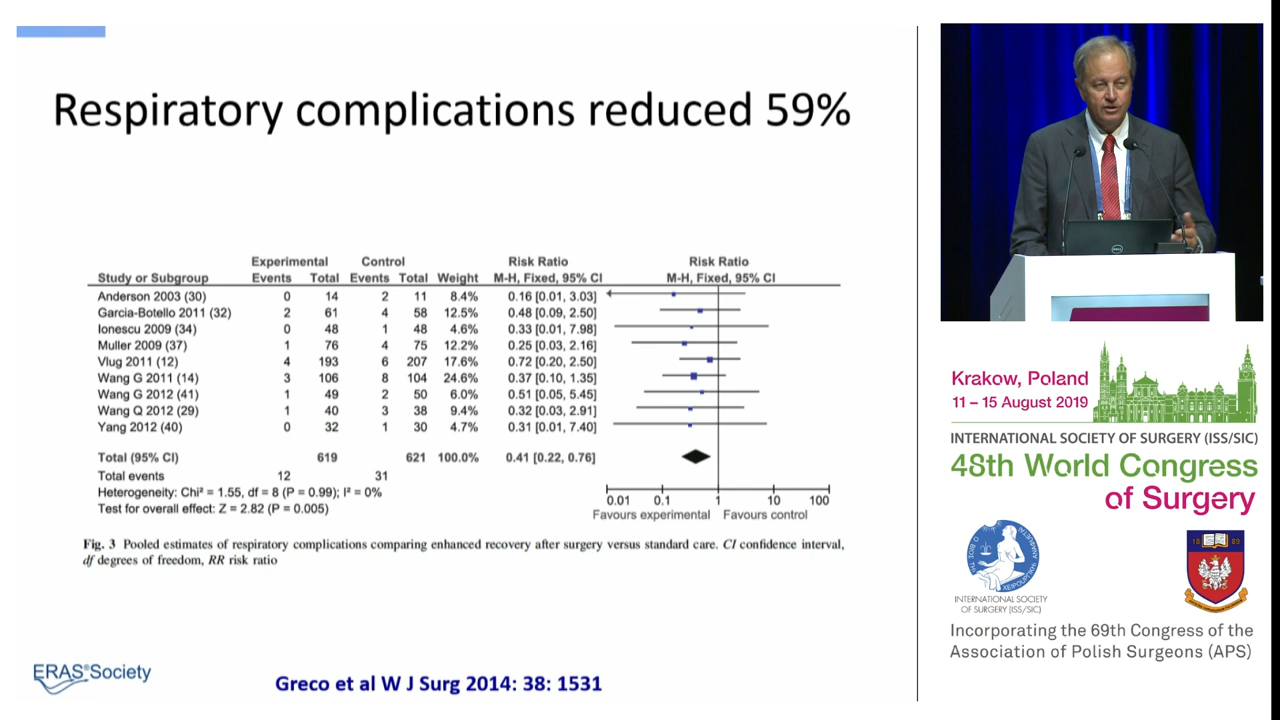 Respiratory complications reduced 59%
Experimental Control Risk Ratio Risk Ratio
Study or Subgroup Events Total Events Total Weight M-H, Fixed, 95% CI M-H, Fixed, 95% CI
Anderson 2003 (30) 0 14 2 11 8.4% 0.16 [0.01, 3.03]
Garcia-Botello 2011 (32) 2 61 4 58 12.5% 0.48 [0.09, 2.50]
Ionescu 2009 (34) 0 48 1 48 4.6% 0.33 [0.01, 7.98]
Muller 2009 (37) 1 76 4 75 12.2% 0.25 [0.03, 2.16]
Vlug 2011 (12) 4 193 6 207 17.6% 0.72 [0.20, 2.50]
Wang G 2011 (14) 3 106 8 104 24.6% 0.37 [0.10, 1.35]
Wang G 2012 (41) 1 49 2 50 6.0% 0.51 [0.05, 5.45]
Wang Q 2012 (29) 1 40 3 38 9.4% 0.32 [0.03, 2.91]
Yang 2012 (40) 0 32 1 30 4.7% 0.31 [0.01, 7.40]
Total (95% CI) 619 621 100.0% 0.41 [0.22, 0.76]
Total events 12 31
Heterogeneity: Chi² = 1.55, df = 8 (P = 0.99); I² = 0%
Test for overall effect: Z = 2.82 (P = 0.005)
0.01 0.1 1 10 100
Favours experimental Favours control
Fig. 3 Pooled estimates of respiratory complications comparing enhanced recovery after surgery versus standard care. CI confidence interval,
df degrees of freedom, RR risk ratio
ERAS®Society
Greco et al W J Surg 2014: 38: 1531
DELL
Krakow, Poland
11 – 15 August 2019
INTERNATIONAL SOCIETY OF SURGERY (ISS/SIC)
48th World Congress
of Surgery
INTERNATIONAL SOCIETY
OF SURGERY (ISS/SIC)
18 89
Incorporating the 69th Congress of the
Association of Polish Surgeons (APS)